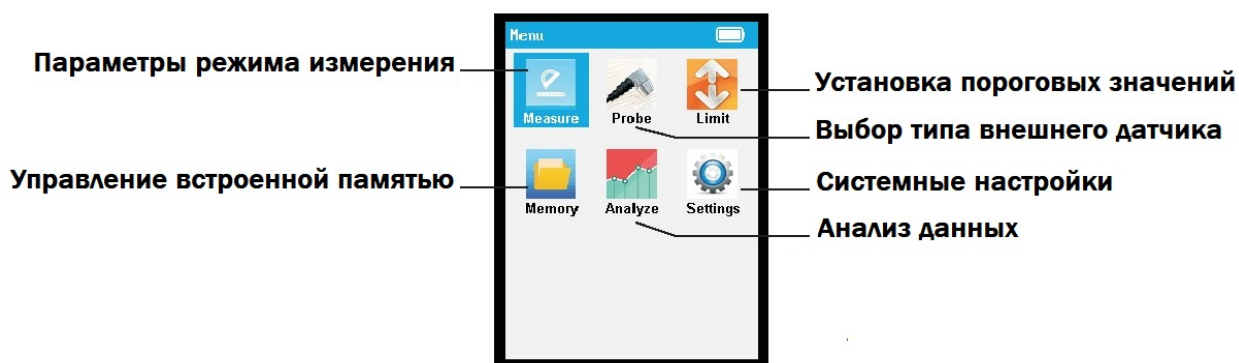 Menu
Параметры режима измерения
Установка пороговых значений
Measure
Probe
Limit
Выбор типа внешнего датчика
Управление встроенной памятью
Системные настройки
Memory
Analyze
Settings
Анализ данных